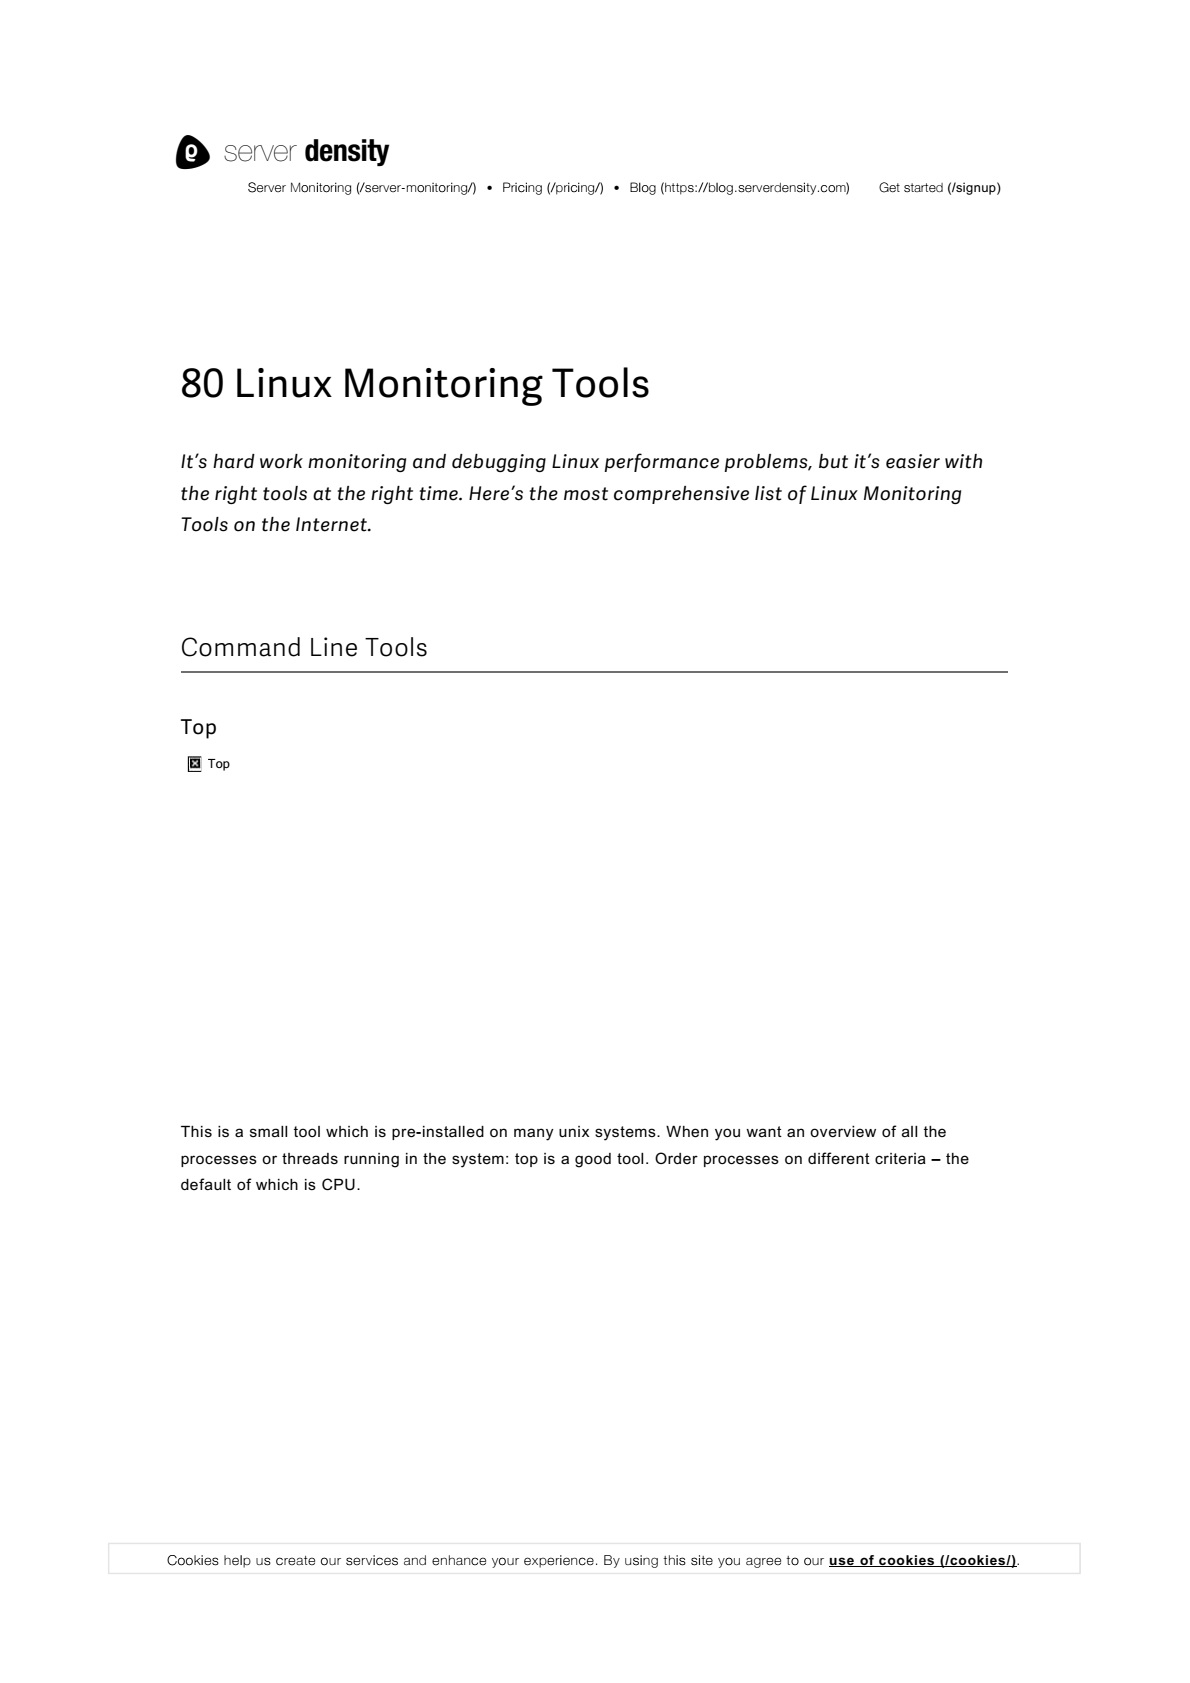 server density
Server Monitoring (/server-monitoring/) • Pricing (/pricing/) • Blog (https://blog.serverdensity.com) Get started (/signup)
80 Linux Monitoring Tools
It’s hard work monitoring and debugging Linux performance problems, but it’s easier with
the right tools at the right time. Here’s the most comprehensive list of Linux Monitoring
Tools on the Internet.
Command Line Tools
Top
Top
This is a small tool which is pre-installed on many unix systems. When you want an overview of all the
processes or threads running in the system: top is a good tool. Order processes on different criteria – the
default of which is CPU.
Cookies help us create our services and enhance your experience. By using this site you agree to our use of cookies (/cookies/).